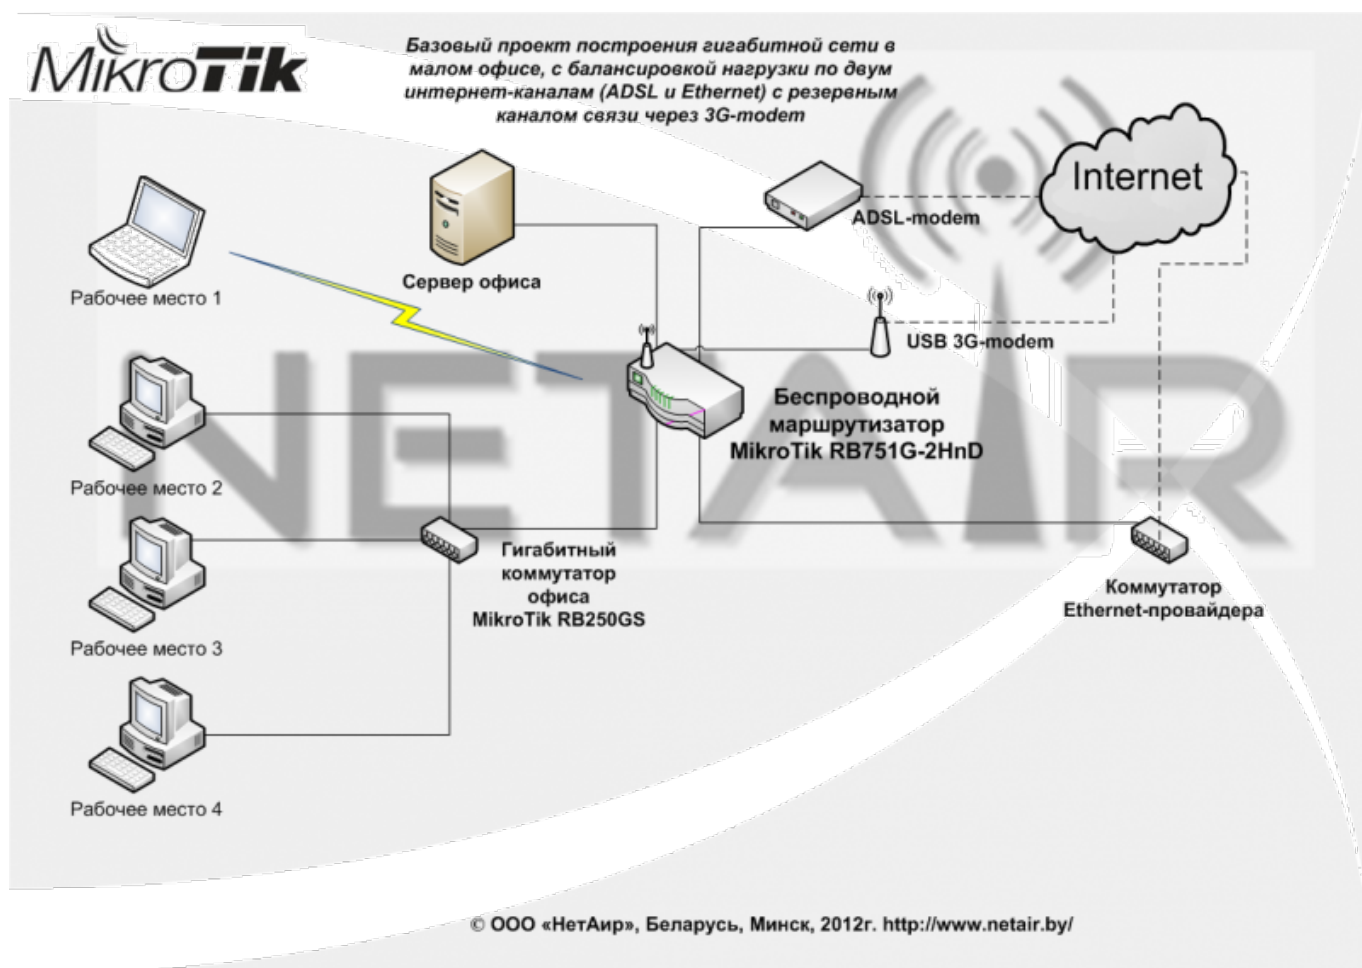 MikroTik
Базовый проект построения гигабитной сети в
малом офисе, с балансировкой нагрузки по двум
интернет-каналам (ADSL и Ethernet) с резервным
каналом связи через 3G-modem
Internet
ADSL-modem
Сервер офиса
Рабочее место 1
USB 3G-modem
Беспроводной
маршрутизатор
MikroTik RB751G-2HnD
NETAIR
Рабочее место 2
Гигабитный
коммутатор
офиса
MikroTik RB250GS
Коммутатор
Ethernet-провайдера
Рабочее место 3
Рабочее место 4
© ООО «НетАир», Беларусь, Минск, 2012г. http://www.netair.by/